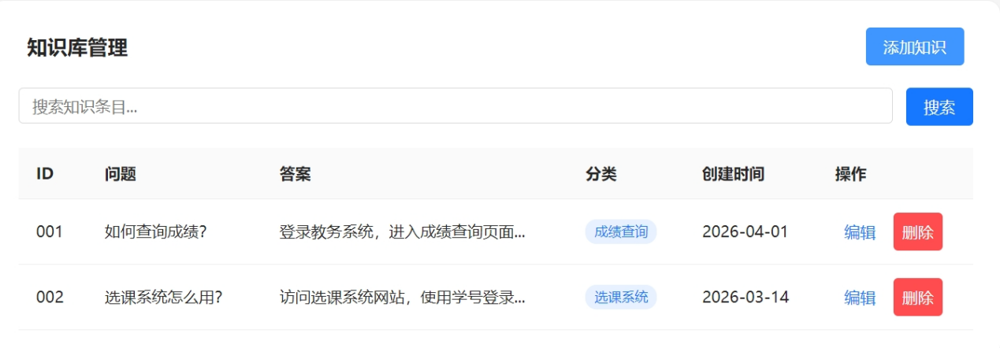 知识库管理 添加知识
搜索知识条目... 搜索
ID 问题 答案 分类 创建时间 操作
001 如何查询成绩？ 登录教务系统，进入成绩查询页面... 成绩查询 2026-04-01 编辑 删除
002 选课系统怎么用？ 访问选课系统网站，使用学号登录... 选课系统 2026-03-14 编辑 删除